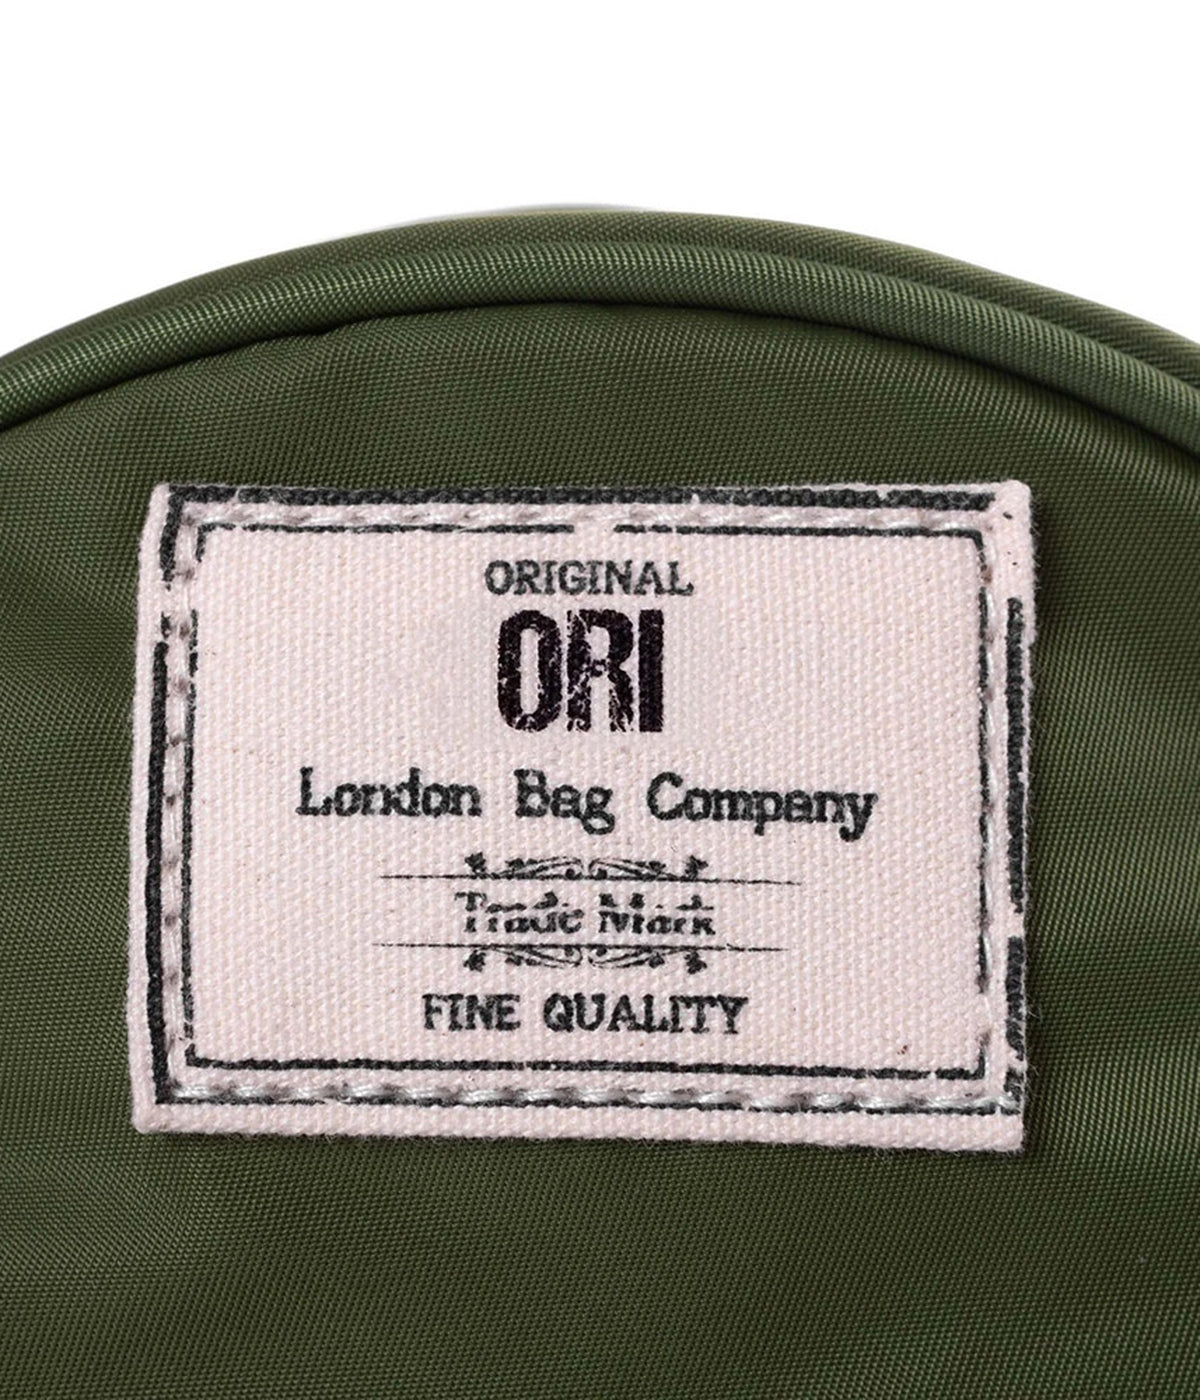 ORIGINAL
ORI
London Bag Company
Trade Mark
FINE QUALITY